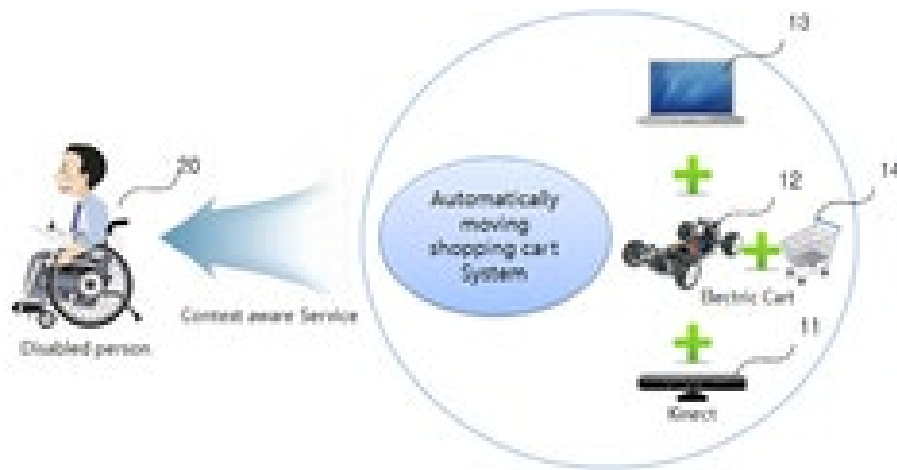 13
20
12
14
Automatically
moving
shopping cart
System
Electric Cart
Context aware Service
11
Disabled person
Kinect